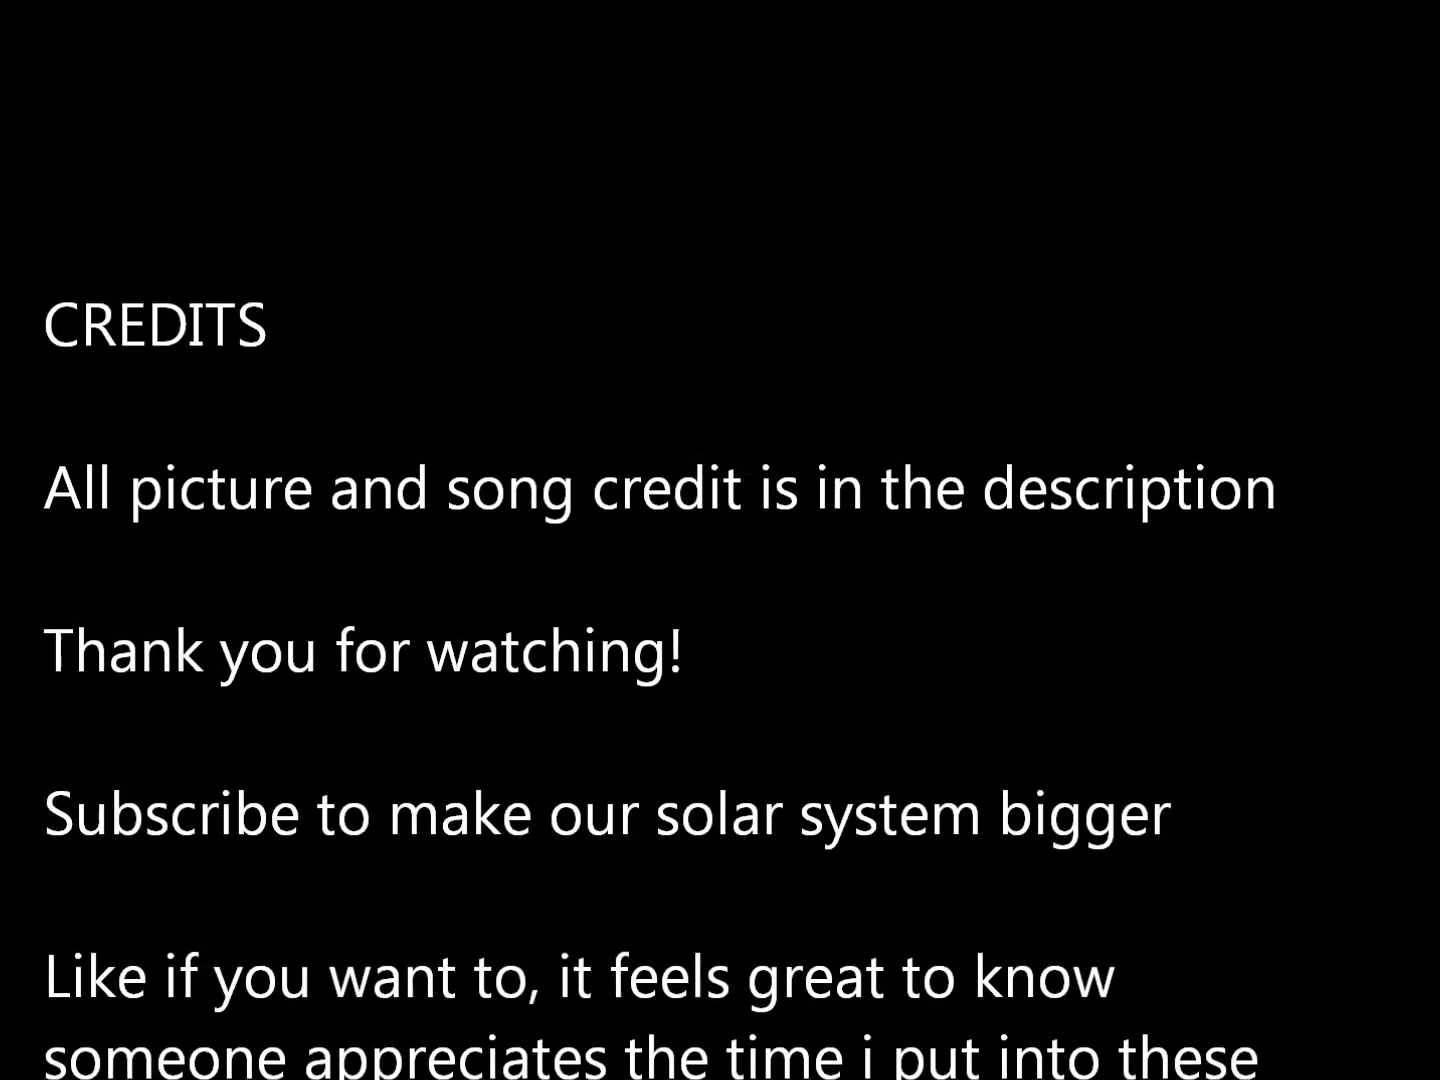 CREDITS
All picture and song credit is in the description
Thank you for watching!
Subscribe to make our solar system bigger
Like if you want to, it feels great to know
someone appreciates the time i put into these